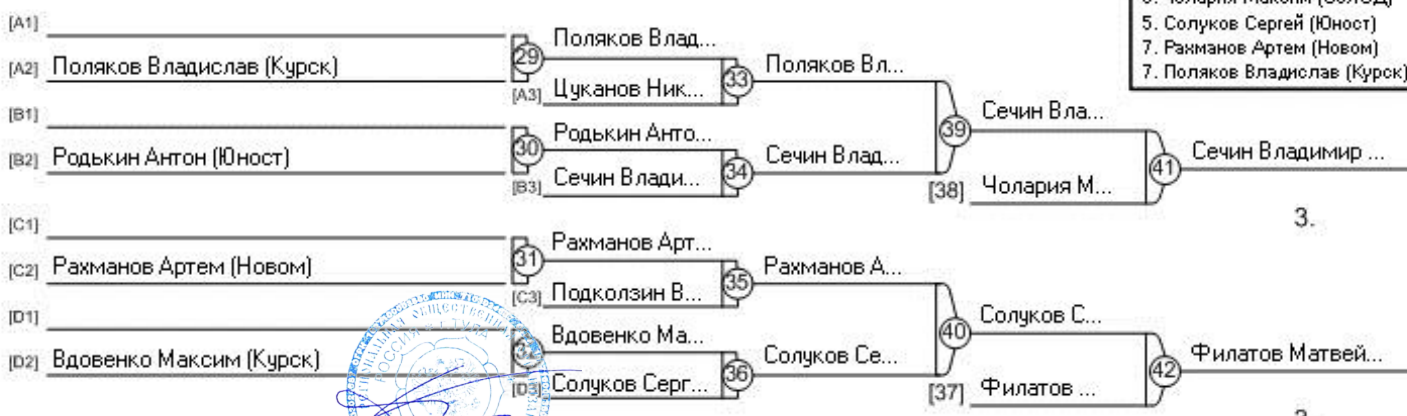 5. Солуков Сергей (Юност)
7. Рахманов Артем (Новом)
7. Поляков Владислав (Курск)
[A1]
[A2] Поляков Владислав (Курск)
29
Поляков Влад...
[A3] Цуканов Ник...
33
Поляков Вл...
[B1]
[B2] Родькин Антон (Юност)
30
Родькин Анто...
[B3] Сечин Влади...
34
Сечин Влад...
39
Сечин Вла...
[38] Чолария М...
41
Сечин Владимир ...
3.
[C1]
[C2] Рахманов Артем (Новом)
31
Рахманов Арт...
[C3] Подколзин В...
35
Рахманов А...
[D1]
[D2] Вдовенко Максим (Курск)
32
Вдовенко Ма...
[D3] Солуков Серг...
36
Солуков Се...
40
Солуков С...
[37] Филатов ...
42
Филатов Матвей...